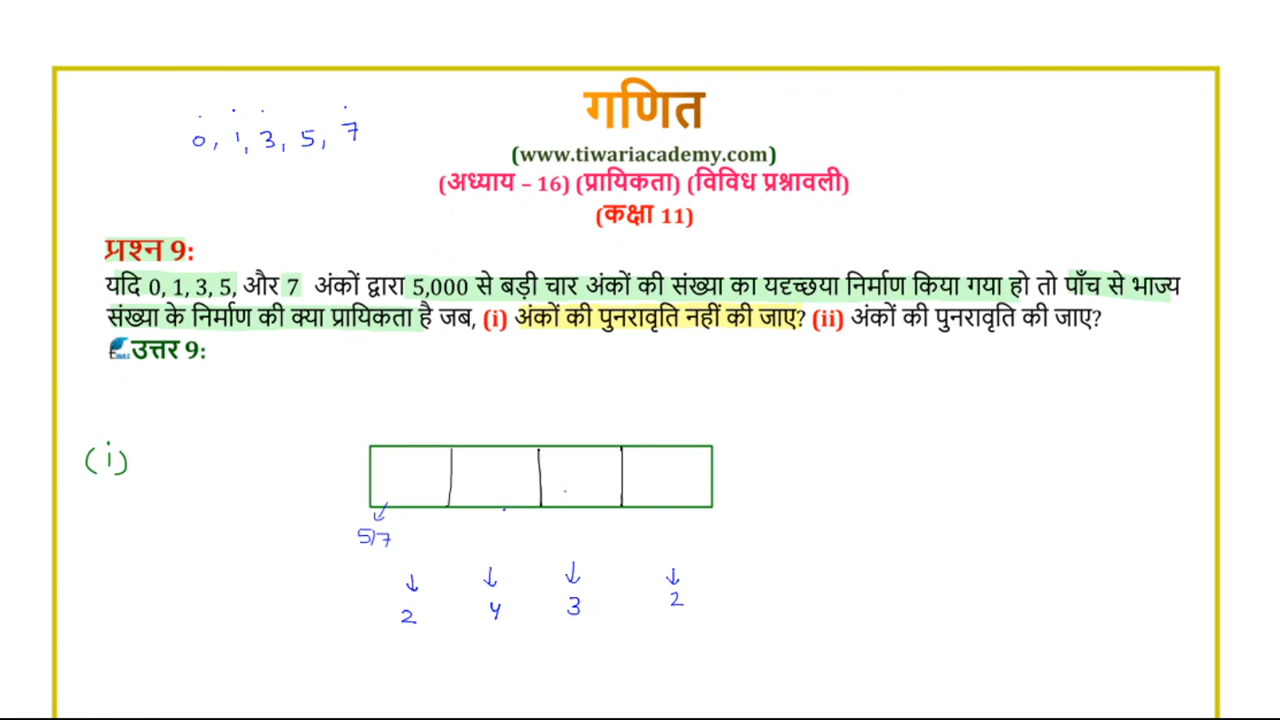 गणित
0, 1, 3, 5, 7
(www.tiwariacademy.com)
(अध्याय – 16) (प्रायिकता) (विविध प्रश्नावली)
(कक्षा 11)
प्रश्न 9:
यदि 0, 1, 3, 5, और 7 अंकों द्वारा 5,000 से बड़ी चार अंकों की संख्या का यदृच्छया निर्माण किया गया हो तो पाँच से भाज्य
संख्या के निर्माण की क्या प्रायिकता है जब, (i) अंकों की पुनरावृति नहीं की जाए? (ii) अंकों की पुनरावृति की जाए?
उत्तर 9:
(i)
5/7
↓ ↓ ↓ ↓
2 4 3 2